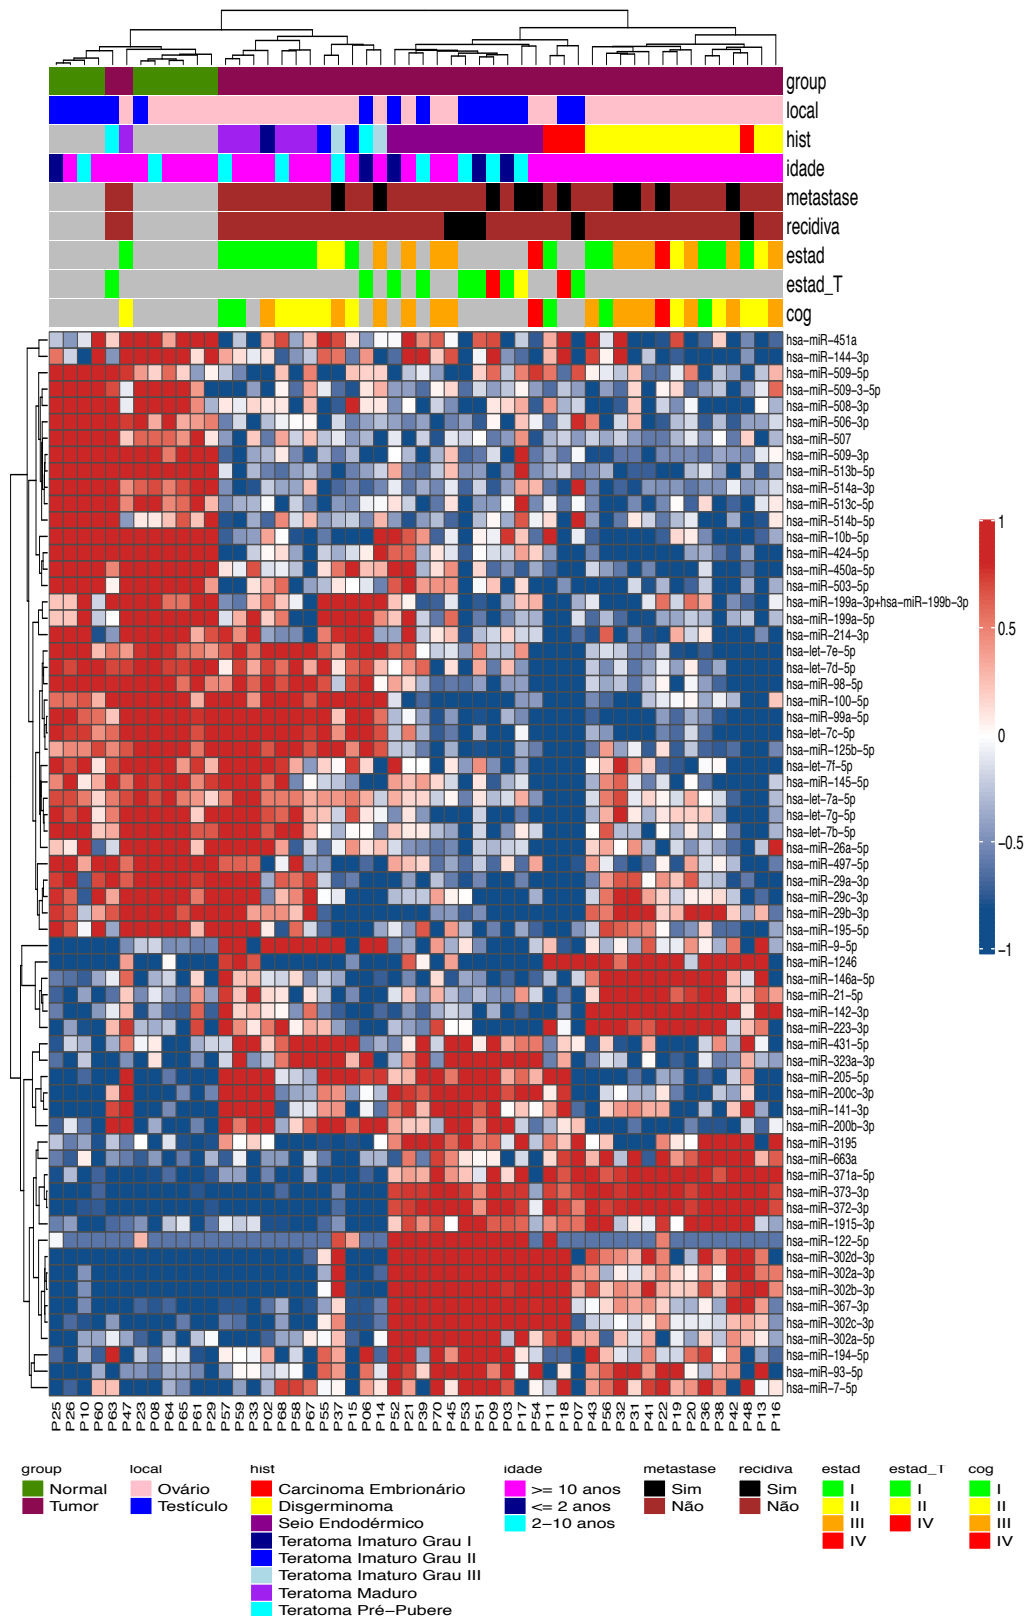 group
local
hist
idade
metastase
recidiva
estad
estad_T
cog
hsa-miR-451a
hsa-miR-144-3p
hsa-miR-509-5p
hsa-miR-509-3-5p
hsa-miR-508-3p
hsa-miR-506-3p
hsa-miR-507
hsa-miR-509-3p
hsa-miR-513b-5p
hsa-miR-514a-3p
hsa-miR-513c-5p
hsa-miR-514b-5p
hsa-miR-10b-5p
hsa-miR-424-5p
hsa-miR-450a-5p
hsa-miR-503-5p
hsa-miR-199a-3p+hsa-miR-199b-3p
hsa-miR-199a-5p
hsa-miR-214-3p
hsa-let-7e-5p
hsa-let-7d-5p
hsa-miR-98-5p
hsa-miR-100-5p
hsa-miR-99a-5p
hsa-let-7c-5p
hsa-miR-125b-5p
hsa-let-7f-5p
hsa-miR-145-5p
hsa-let-7a-5p
hsa-let-7g-5p
hsa-let-7b-5p
hsa-miR-26a-5p
hsa-miR-497-5p
hsa-miR-29a-3p
hsa-miR-29c-3p
hsa-miR-29b-3p
hsa-miR-195-5p
hsa-miR-9-5p
hsa-miR-1246
hsa-miR-146a-5p
hsa-miR-21-5p
hsa-miR-142-3p
hsa-miR-223-3p
hsa-miR-431-5p
hsa-miR-323a-3p
hsa-miR-205-5p
hsa-miR-200c-3p
hsa-miR-141-3p
hsa-miR-200b-3p
hsa-miR-3195
hsa-miR-663a
hsa-miR-371a-5p
hsa-miR-373-3p
hsa-miR-372-3p
hsa-miR-1915-3p
hsa-miR-122-5p
hsa-miR-302d-3p
hsa-miR-302a-3p
hsa-miR-302b-3p
hsa-miR-367-3p
hsa-miR-302c-3p
hsa-miR-302a-5p
hsa-miR-194-5p
hsa-miR-93-5p
hsa-miR-7-5p
1
0.5
0
-0.5
-1
P25 P26 P10 P60 P63 P47 P23 P08 P64 P65 P61 P29 P57 P59 P33 P02 P68 P58 P67 P55 P37 P15 P06 P14 P52 P21 P39 P70 P45 P53 P51 P09 P03 P17 P54 P11 P18 P07 P43 P56 P32 P31 P41 P22 P19 P20 P36 P38 P42 P48 P13 P16
group
Normal
Tumor
local
Ovário
Testículo
hist
Carcinoma Embrionário
Disgerminoma
Seio Endodérmico
Teratoma Imaturo Grau I
Teratoma Imaturo Grau II
Teratoma Imaturo Grau III
Teratoma Maduro
Teratoma Pré-Pubere
idade
>= 10 anos
<= 2 anos
2-10 anos
metastase
Sim
Não
recidiva
Sim
Não
estad
I
II
III
IV
estad_T
I
II
IV
cog
I
II
III
IV